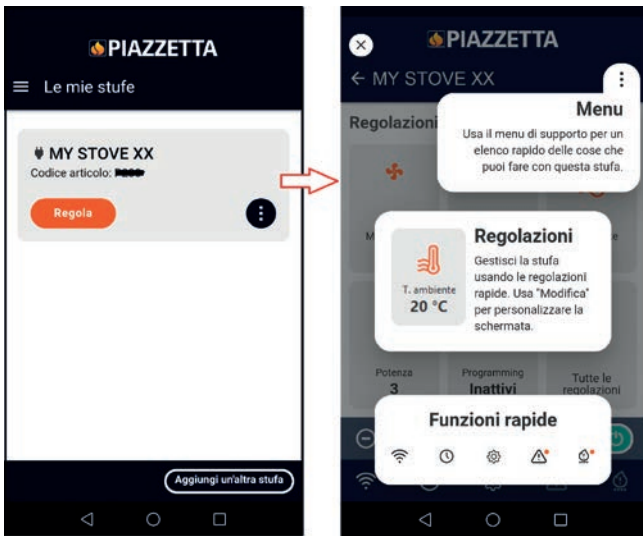 PIAZZETTA
Le mie stufe
MY STOVE XX
Codice articolo:
Regola
Aggiungi un'altra stufa
PIAZZETTA
MY STOVE XX
Regolazioni
Menu
Usa il menu di supporto per un
elenco rapido delle cose che
puoi fare con questa stufa.
Regolazioni
Gestisci la stufa
usando le regolazioni
rapide. Usa "Modifica"
per personalizzare la
schermata.
T. ambiente
20 °C
Potenza
3
Programming
Inattivi
Tutte le
regolazioni
Funzioni rapide